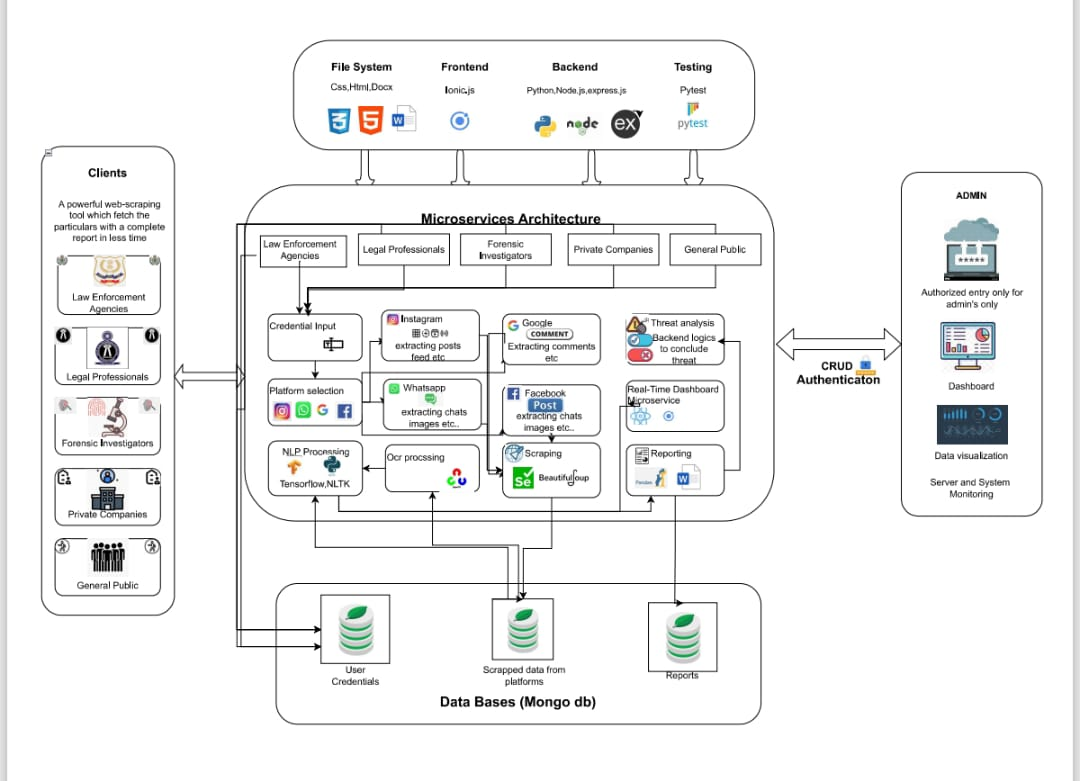 File System
Frontend
Backend
Testing
Css,Html,Docx
Ionic.js
Python,Node.js,express.js
Pytest
3
5
W
node
ex
pytest
Clients
A powerful web-scraping
tool which fetch the
particulars with a complete
report in less time
Law Enforcement
Agencies
Legal Professionals
Forensic Investigators
Private Companies
General Public
Microservices Architecture
Law Enforcement
Agencies
Legal Professionals
Forensic
Investigators
Private Companies
General Public
Credential Input
Instagram
extracting posts
feed etc
Google
COMMENT
Extracting comments
etc
Threat analysis
Backend logics
to conclude
threat
Platform selection
Whatsapp
extracting chats
images etc..
Facebook
Post
extracting chats
images etc..
Real-Time Dashboard
Microservice
NLP Processing
Tensorflow,NLTK
Ocr procssing
Scraping
Se
BeautifulSoup
Reporting
Pandas
W
CRUD
Authenticaton
ADMIN
*****
Authorized entry only for
admin's only
Dashboard
Data visualization
Server and System
Monitoring
User
Credentials
Scrapped data from
platforms
Reports
Data Bases (Mongo db)